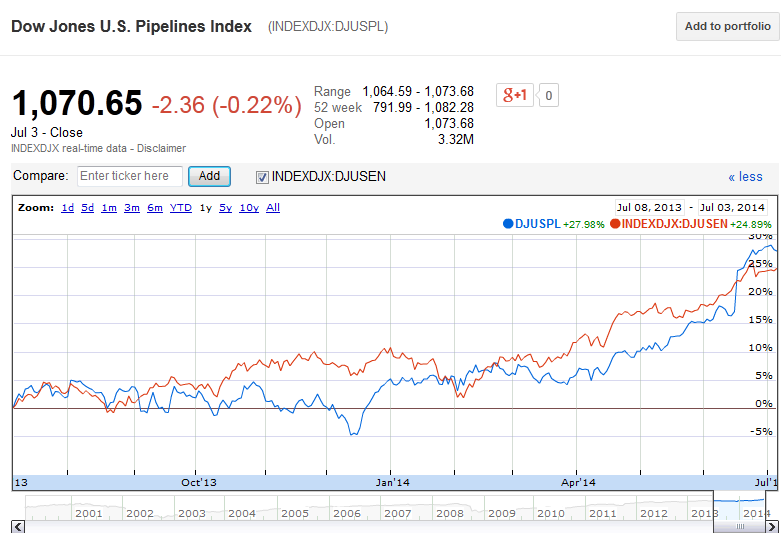 Dow Jones U.S. Pipelines Index (INDEXDJX:DJUSPL) Add to portfolio
1,070.65 -2.36 (-0.22%)
Jul 3 - Close
INDEXDJX real-time data - Disclaimer
Range 1,064.59 - 1,073.68
52 week 791.99 - 1,082.28
Open 1,073.68
Vol. 3.32M
g+1 0
Compare: Enter ticker here Add INDEXDJX:DJUSEN « less
Zoom: 1d 5d 1m 3m 6m YTD 1y 5y 10y All Jul 08, 2013 - Jul 03, 2014
DJUSPL +27.98% INDEXDJX:DJUSEN +24.89%
30%
25%
20%
15%
10%
5%
0%
-5%
13 Oct'13 Jan'14 Apr'14 Jul'1
2001 2002 2003 2004 2005 2006 2007 2008 2009 2010 2011 2012 2013 2014